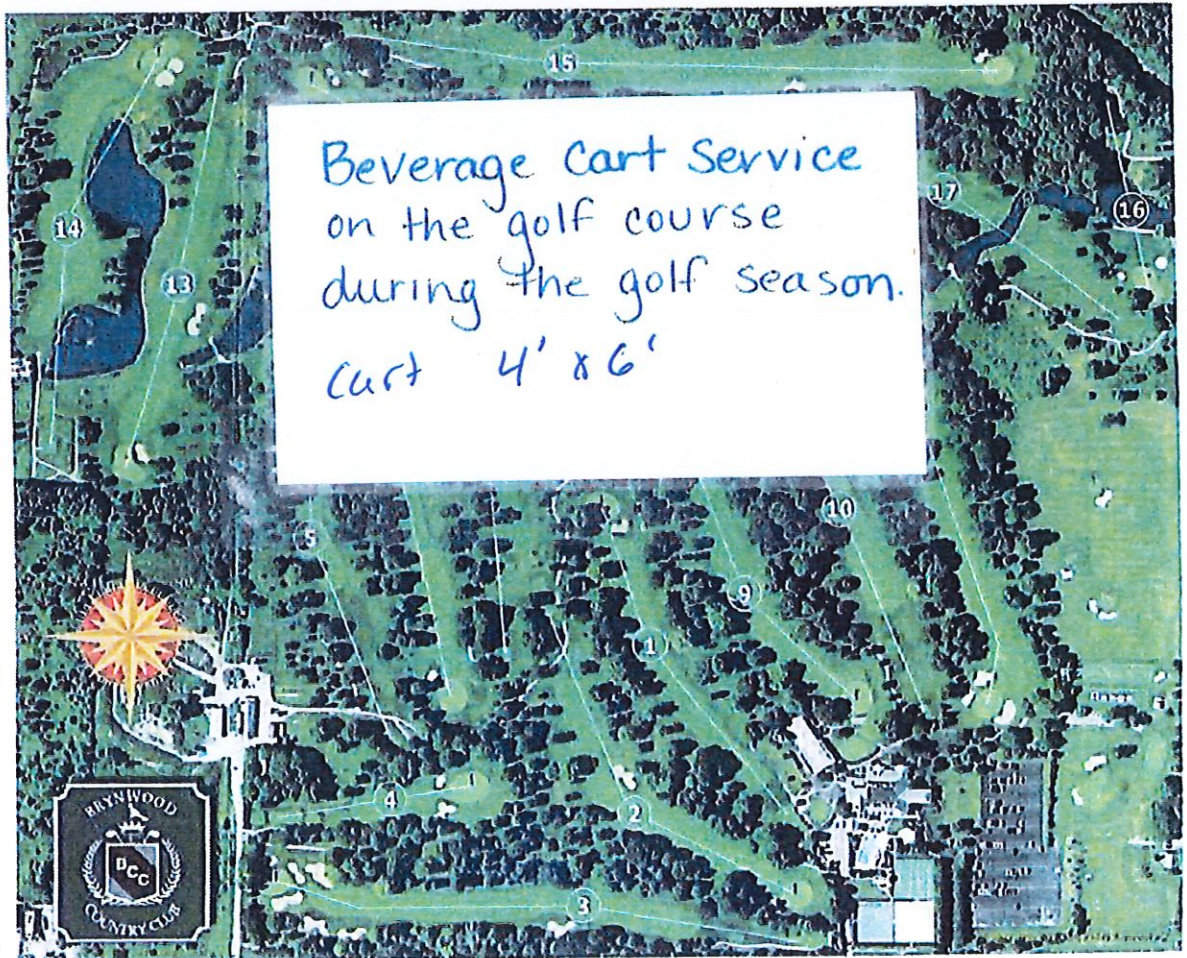 15
Beverage Cart Service
on the golf course
during the golf season.
Cart 4' x 6'
17
16
14
13
5
10
9
1
4
2
3
BRYNWOOD
DCC
COUNTRY CLUB